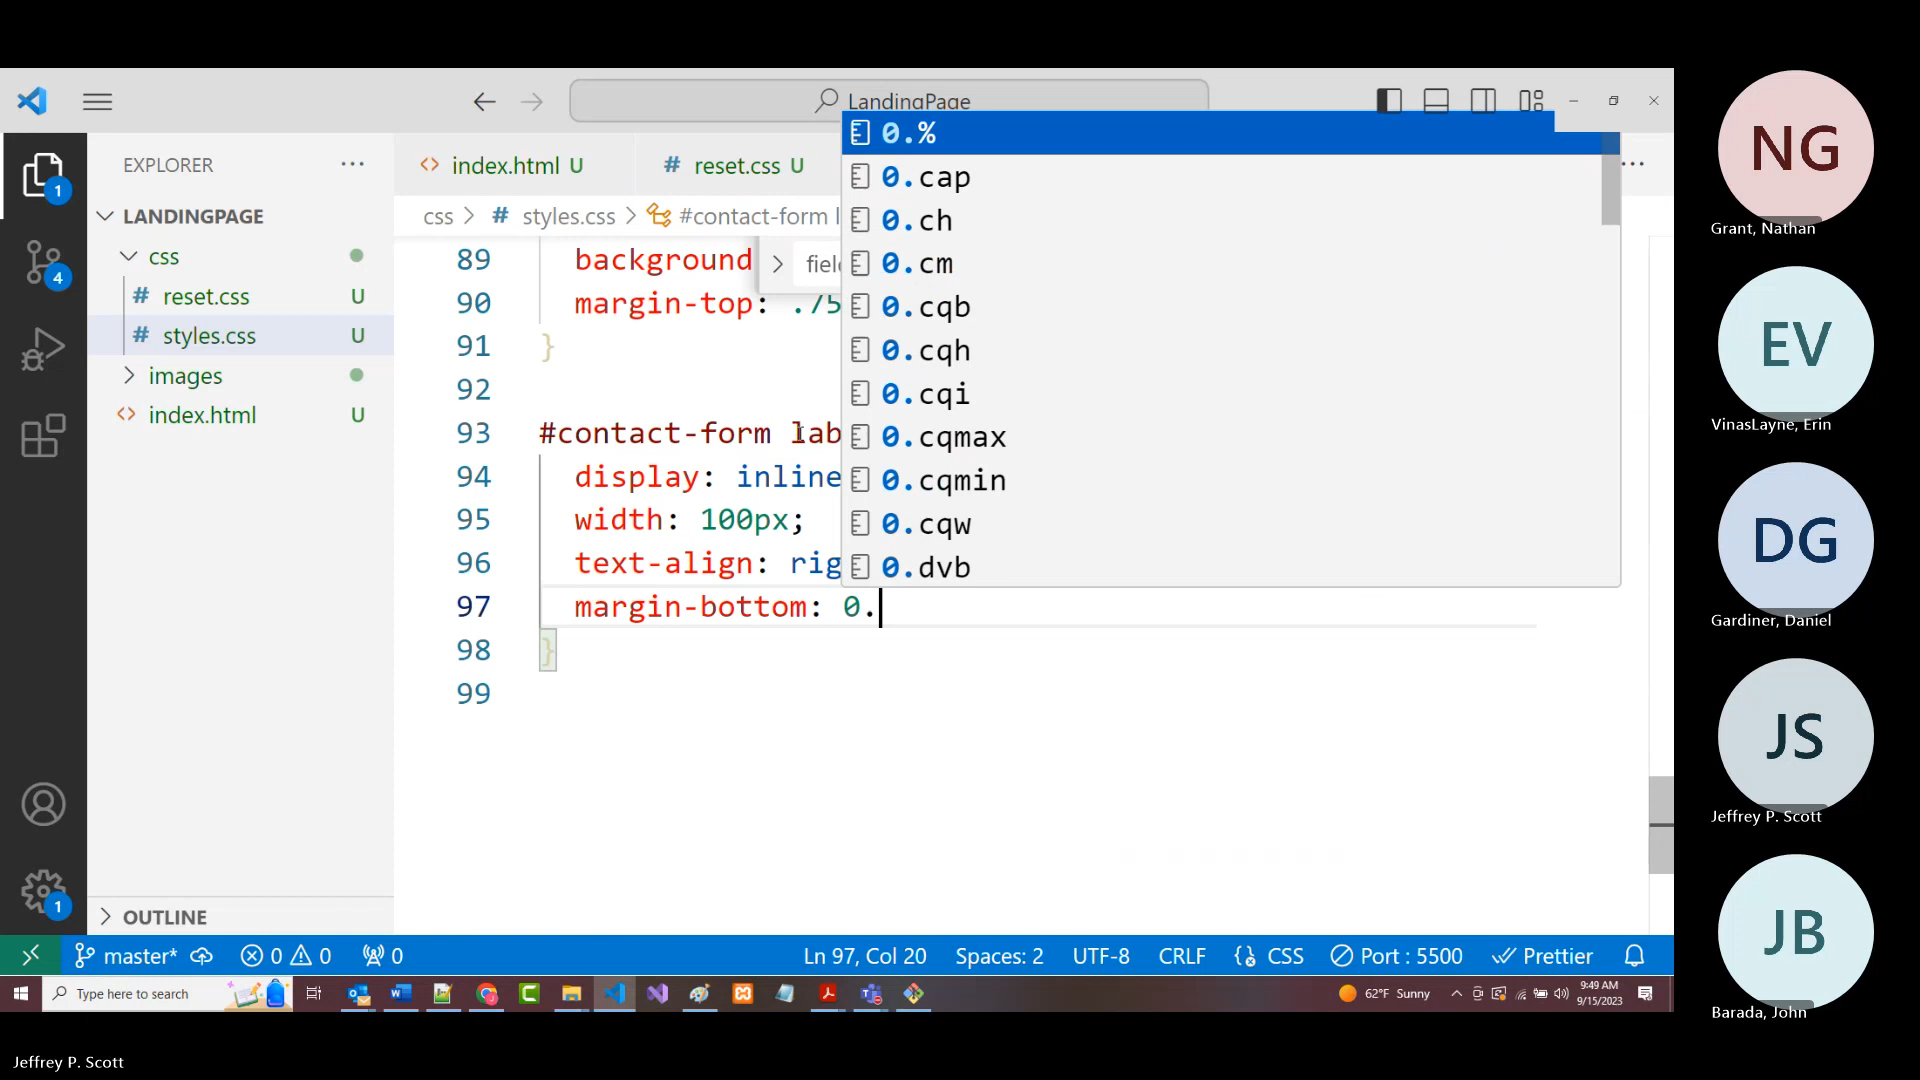 LandingPage
EXPLORER
index.html U
reset.css U
LANDINGPAGE
css > # styles.css > #contact-form l
css
reset.css U
styles.css U
images
index.html U
OUTLINE
1
4
1
89 background
90 margin-top: .75
91 }
92
93 #contact-form lab
94 display: inline
95 width: 100px;
96 text-align: rig
97 margin-bottom: 0.
98 }
99
fiel
0.%
0.cap
0.ch
0.cm
0.cqb
0.cqh
0.cqi
0.cqmax
0.cqmin
0.cqw
0.dvb
master* 0 0 0 Ln 97, Col 20 Spaces: 2 UTF-8 CRLF {} CSS Port : 5500 Prettier
Type here to search
62°F Sunny
9:49 AM
9/15/2023
NG
Grant, Nathan
EV
VinasLayne, Erin
DG
Gardiner, Daniel
JS
Jeffrey P. Scott
JB
Barada, John
Jeffrey P. Scott